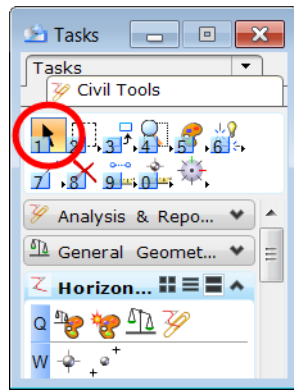 Tasks
Tasks
Civil Tools
1 2 3 4 5 6
7 8 9 0
Analysis & Repo...
General Geomet...
Horizon...
Q
W